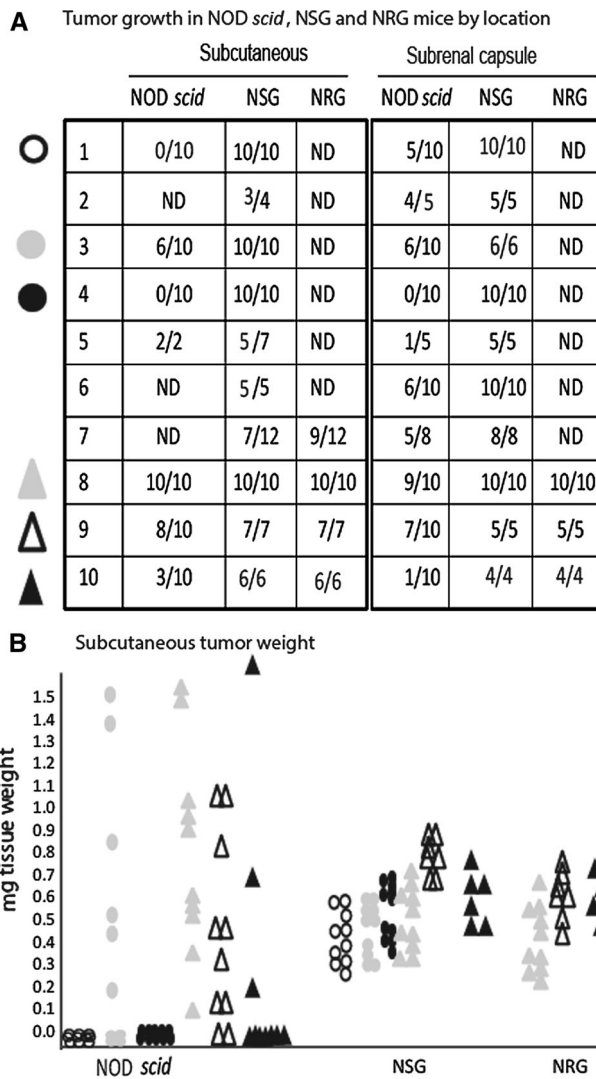 A Tumor growth in NOD scid, NSG and NRG mice by location
Subcutaneous Subrenal capsule
NOD scid NSG NRG NOD scid NSG NRG
1 0/10 10/10 ND 5/10 10/10 ND
2 ND 3/4 ND 4/5 5/5 ND
3 6/10 10/10 ND 6/10 6/6 ND
4 0/10 10/10 ND 0/10 10/10 ND
5 2/2 5/7 ND 1/5 5/5 ND
6 ND 5/5 ND 6/10 10/10 ND
7 ND 7/12 9/12 5/8 8/8 ND
8 10/10 10/10 10/10 9/10 10/10 10/10
9 8/10 7/7 7/7 7/10 5/5 5/5
10 3/10 6/6 6/6 1/10 4/4 4/4
B Subcutaneous tumor weight
mg tissue weight
1.5
1.4
1.3
1.2
1.1
1.0
0.9
0.8
0.7
0.6
0.5
0.4
0.3
0.2
0.1
0.0
NOD scid NSG NRG